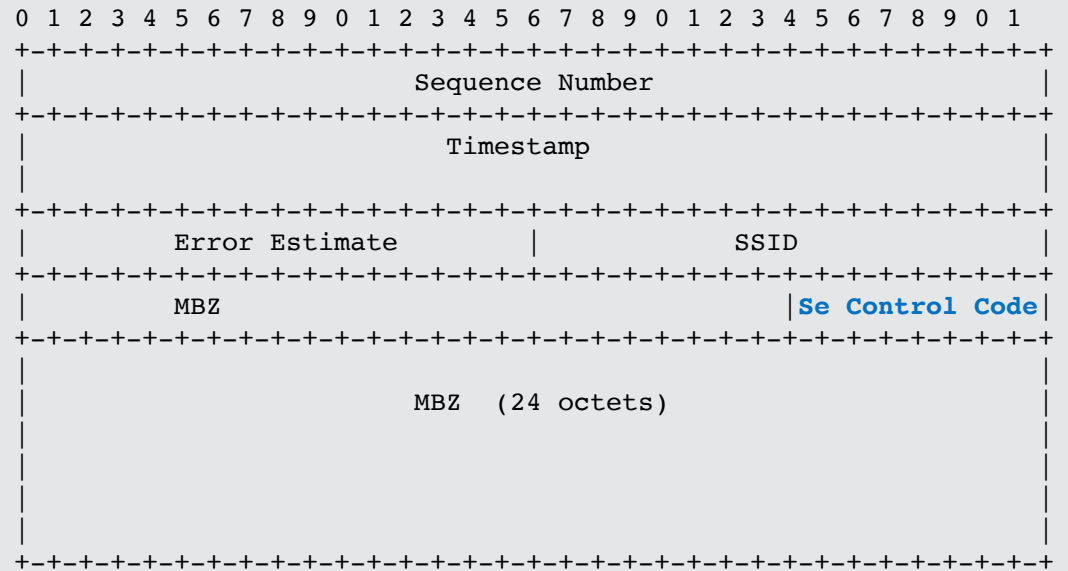 0 1 2 3 4 5 6 7 8 9 0 1 2 3 4 5 6 7 8 9 0 1 2 3 4 5 6 7 8 9 0 1
+-+-+-+-+-+-+-+-+-+-+-+-+-+-+-+-+-+-+-+-+-+-+-+-+-+-+-+-+-+-+-+-+
|                        Sequence Number                        |
+-+-+-+-+-+-+-+-+-+-+-+-+-+-+-+-+-+-+-+-+-+-+-+-+-+-+-+-+-+-+-+-+
|                          Timestamp                            |
|                                                               |
+-+-+-+-+-+-+-+-+-+-+-+-+-+-+-+-+-+-+-+-+-+-+-+-+-+-+-+-+-+-+-+-+
|         Error Estimate        |            SSID               |
+-+-+-+-+-+-+-+-+-+-+-+-+-+-+-+-+-+-+-+-+-+-+-+-+-+-+-+-+-+-+-+-+
|         MBZ                                   |Se Control Code|
+-+-+-+-+-+-+-+-+-+-+-+-+-+-+-+-+-+-+-+-+-+-+-+-+-+-+-+-+-+-+-+-+
|                                                               |
|                        MBZ  (24 octets)                       |
|                                                               |
|                                                               |
|                                                               |
|                                                               |
+-+-+-+-+-+-+-+-+-+-+-+-+-+-+-+-+-+-+-+-+-+-+-+-+-+-+-+-+-+-+-+-+